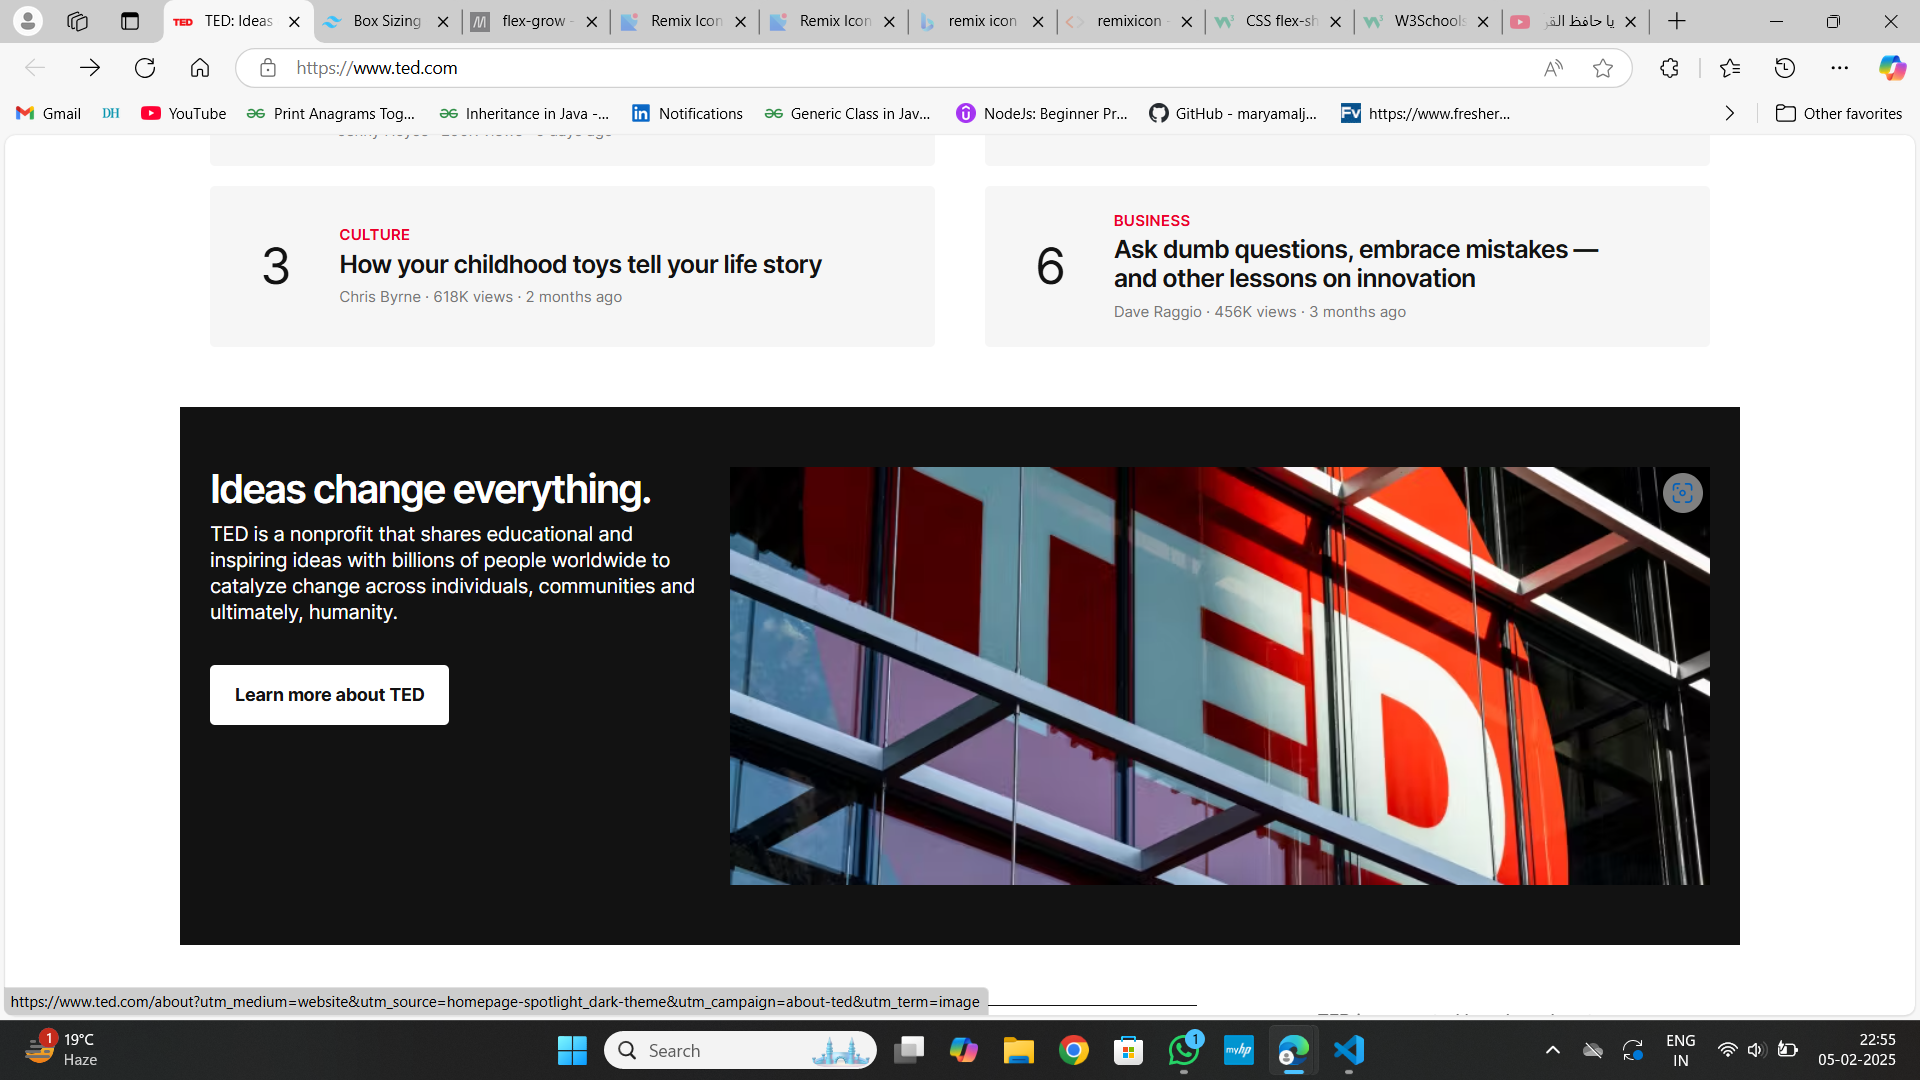 TED: Ideas
Box Sizing
flex-grow -
Remix Icon
Remix Icon
remix icon
remixicon -
CSS flex-sh
W3Schools
يا حافظ القر
https://www.ted.com
Gmail
DH
YouTube
Print Anagrams Tog...
Inheritance in Java -...
Notifications
Generic Class in Jav...
NodeJs: Beginner Pr...
GitHub - maryamalj...
https://www.fresher...
Other favorites
3
CULTURE
How your childhood toys tell your life story
Chris Byrne · 618K views · 2 months ago
6
BUSINESS
Ask dumb questions, embrace mistakes —
and other lessons on innovation
Dave Raggio · 456K views · 3 months ago
Ideas change everything.
TED is a nonprofit that shares educational and
inspiring ideas with billions of people worldwide to
catalyze change across individuals, communities and
ultimately, humanity.
Learn more about TED
TED
https://www.ted.com/about?utm_medium=website&utm_source=homepage-spotlight_dark-theme&utm_campaign=about-ted&utm_term=image
1
19°C
Haze
Search
myhp
1
ENG
IN
22:55
05-02-2025